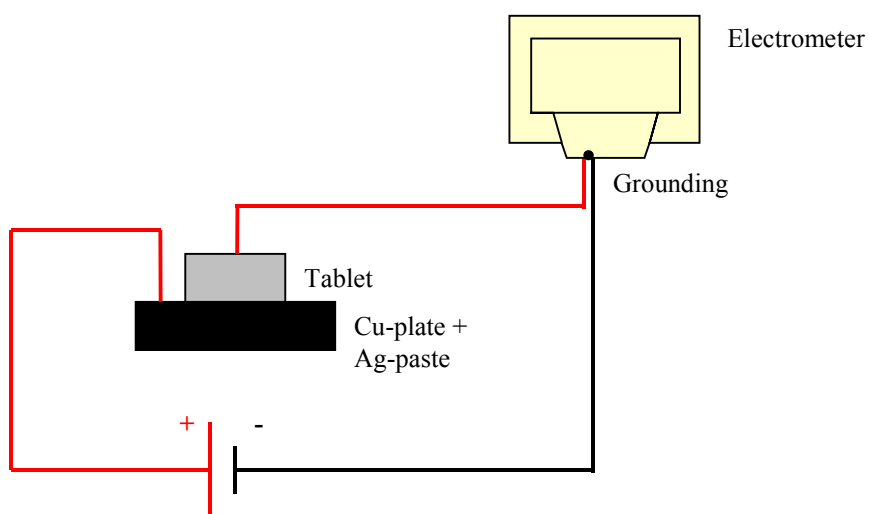 Electrometer
Grounding
Tablet
Cu-plate +
Ag-paste
+ -